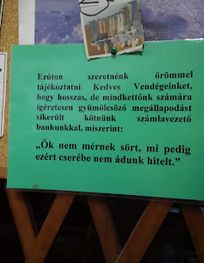 Ezúton szeretnénk örömmel
tájékoztatni Kedves Vendégeinket,
hogy hosszas, de mindkettőnk számára
ígéretesen gyümölcsöző megállapodást
sikerült kötnünk számlavezető
bankunkkal, miszerint:
„Ők nem mérnek sört, mi pedig
ezért cserébe nem ádunk hitelt.”